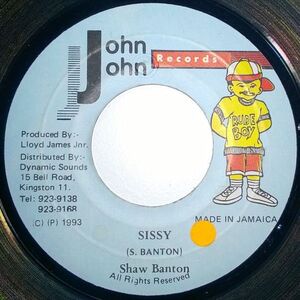 John
John
Records
RUDE
BOY
Produced By:-
Lloyd James Jnr.
Distributed By:-
Dynamic Sounds
15 Bell Road,
Kingston 11.
Tel: 923-9138
923-9168
(C) (P) 1993
MADE IN JAMAICA
SISSY
(S. BANTON)
Shaw Banton
All Rights Reserved